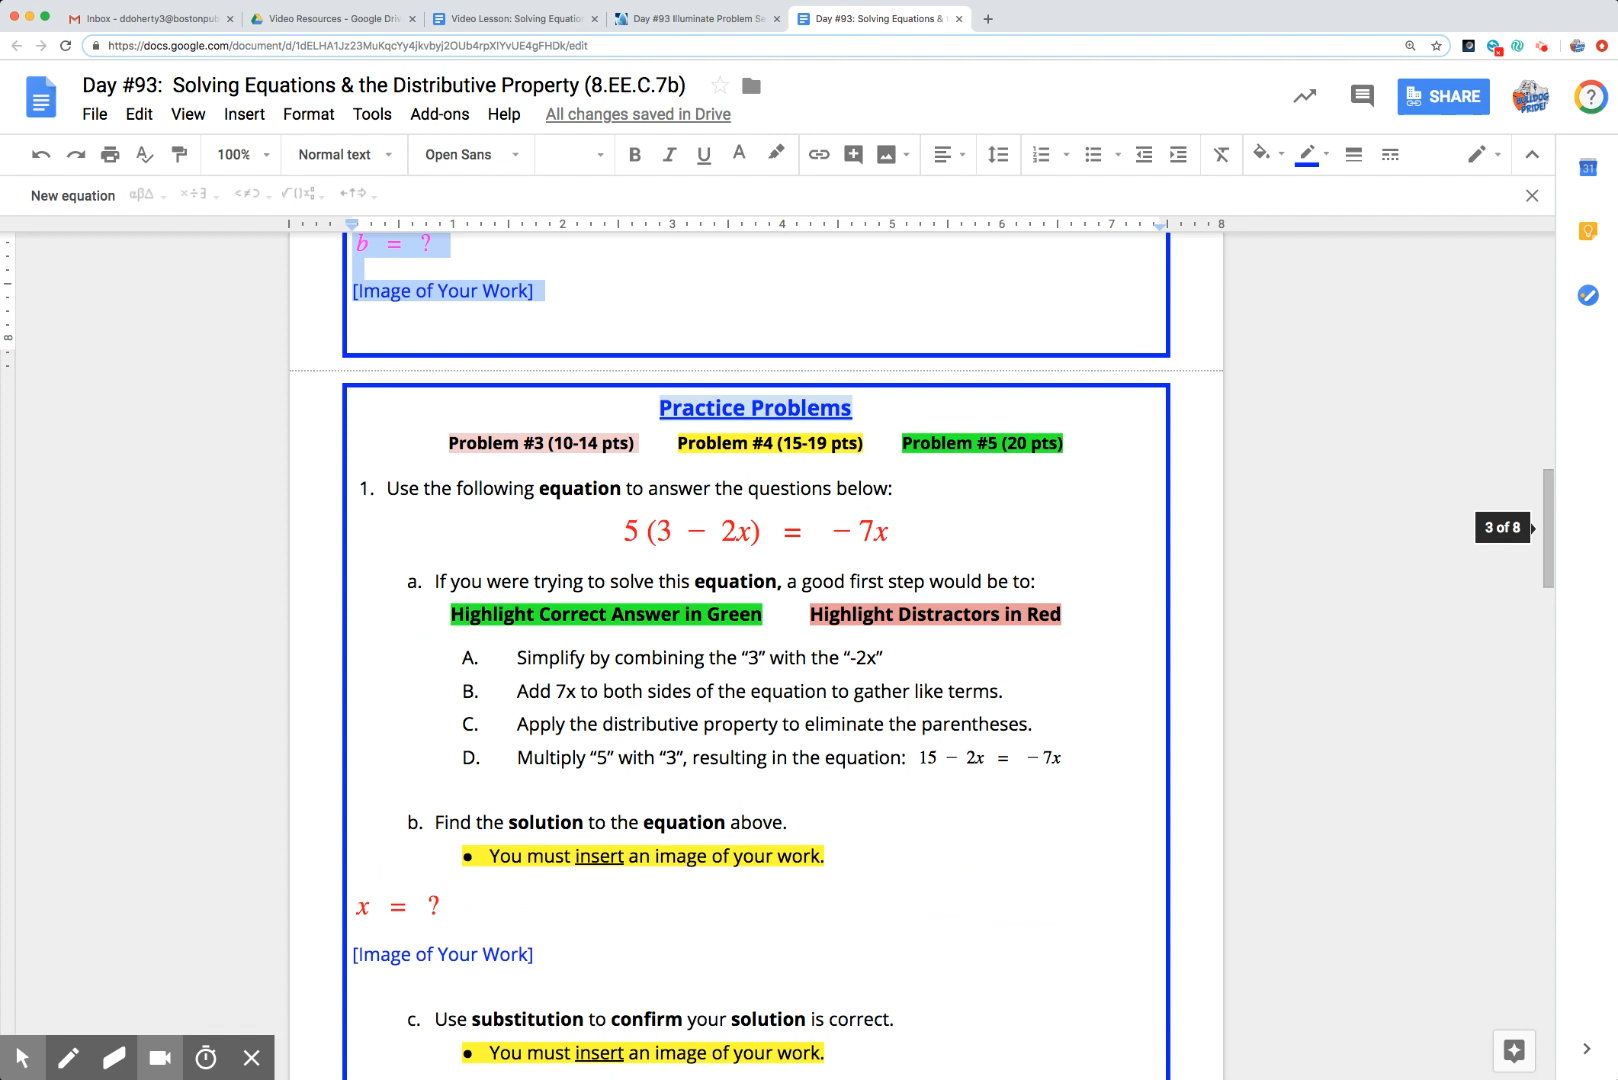 Inbox - ddoherty3@bostonpub
Video Resources - Google Driv
Video Lesson: Solving Equation
Day #93 Illuminate Problem Se
Day #93: Solving Equations &
https://docs.google.com/document/d/1dELHA1Jz23MuKqcYy4jkvbyj2OUb4rpXIYvUE4gFHDk/edit
Day #93: Solving Equations & the Distributive Property (8.EE.C.7b)
File Edit View Insert Format Tools Add-ons Help All changes saved in Drive
SHARE
100% Normal text Open Sans B I U A
New equation
1 2 3 4 5 6 7 8
b = ?
[Image of Your Work]
Practice Problems
Problem #3 (10-14 pts) Problem #4 (15-19 pts) Problem #5 (20 pts)
1. Use the following equation to answer the questions below:
5 (3 − 2x) = − 7x
3 of 8
a. If you were trying to solve this equation, a good first step would be to:
Highlight Correct Answer in Green Highlight Distractors in Red
A. Simplify by combining the “3” with the “-2x”
B. Add 7x to both sides of the equation to gather like terms.
C. Apply the distributive property to eliminate the parentheses.
D. Multiply “5” with “3”, resulting in the equation: 15 − 2x = − 7x
b. Find the solution to the equation above.
● You must insert an image of your work.
x = ?
[Image of Your Work]
c. Use substitution to confirm your solution is correct.
● You must insert an image of your work.